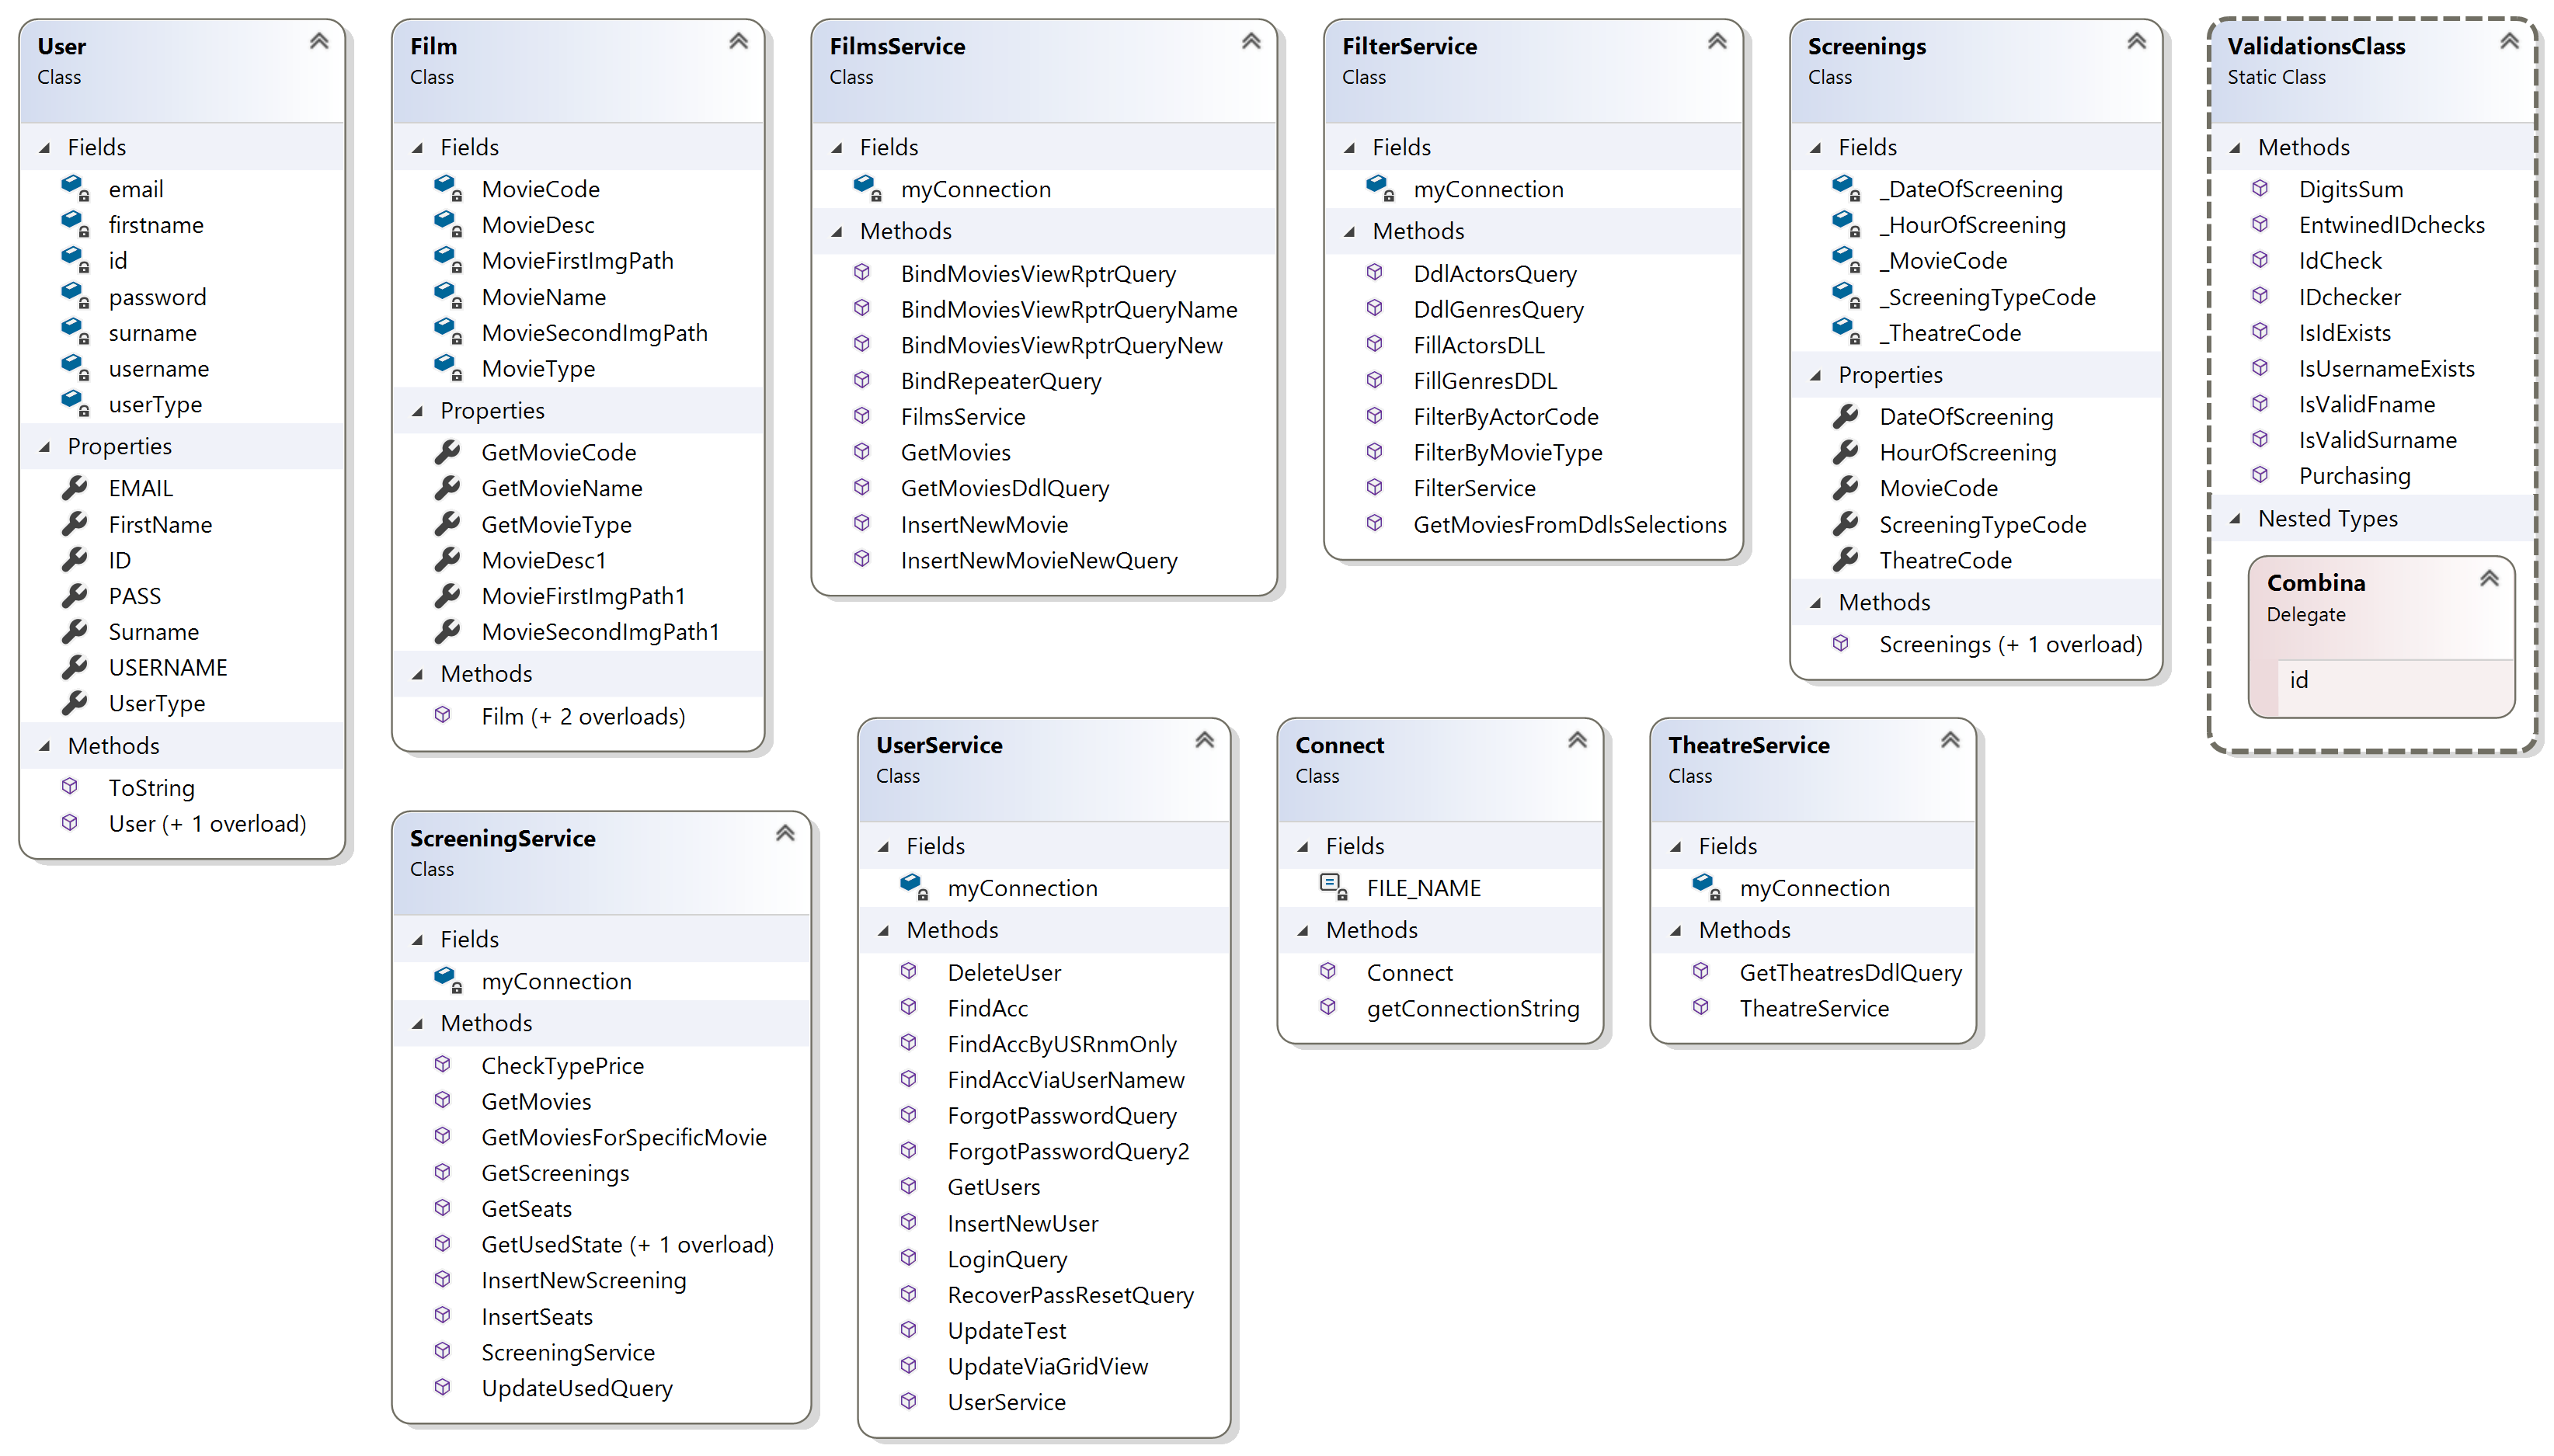 User
Class
Fields
email
firstname
id
password
surname
username
userType
Properties
EMAIL
FirstName
ID
PASS
Surname
USERNAME
UserType
Methods
ToString
User (+ 1 overload)
Film
Class
Fields
MovieCode
MovieDesc
MovieFirstImgPath
MovieName
MovieSecondImgPath
MovieType
Properties
GetMovieCode
GetMovieName
GetMovieType
MovieDesc1
MovieFirstImgPath1
MovieSecondImgPath1
Methods
Film (+ 2 overloads)
FilmsService
Class
Fields
myConnection
Methods
BindMoviesViewRptrQuery
BindMoviesViewRptrQueryName
BindMoviesViewRptrQueryNew
BindRepeaterQuery
FilmsService
GetMovies
GetMoviesDdlQuery
InsertNewMovie
InsertNewMovieNewQuery
FilterService
Class
Fields
myConnection
Methods
DdlActorsQuery
DdlGenresQuery
FillActorsDLL
FillGenresDDL
FilterByActorCode
FilterByMovieType
FilterService
GetMoviesFromDdlsSelections
Screenings
Class
Fields
_DateOfScreening
_HourOfScreening
_MovieCode
_ScreeningTypeCode
_TheatreCode
Properties
DateOfScreening
HourOfScreening
MovieCode
ScreeningTypeCode
TheatreCode
Methods
Screenings (+ 1 overload)
ValidationsClass
Static Class
Methods
DigitsSum
EntwinedIDchecks
IdCheck
IDchecker
IsIdExists
IsUsernameExists
IsValidFname
IsValidSurname
Purchasing
Nested Types
Combina
Delegate
id
ScreeningService
Class
Fields
myConnection
Methods
CheckTypePrice
GetMovies
GetMoviesForSpecificMovie
GetScreenings
GetSeats
GetUsedState (+ 1 overload)
InsertNewScreening
InsertSeats
ScreeningService
UpdateUsedQuery
UserService
Class
Fields
myConnection
Methods
DeleteUser
FindAcc
FindAccByUSRnmOnly
FindAccViaUserNamew
ForgotPasswordQuery
ForgotPasswordQuery2
GetUsers
InsertNewUser
LoginQuery
RecoverPassResetQuery
UpdateTest
UpdateViaGridView
UserService
Connect
Class
Fields
FILE_NAME
Methods
Connect
getConnectionString
TheatreService
Class
Fields
myConnection
Methods
GetTheatresDdlQuery
TheatreService